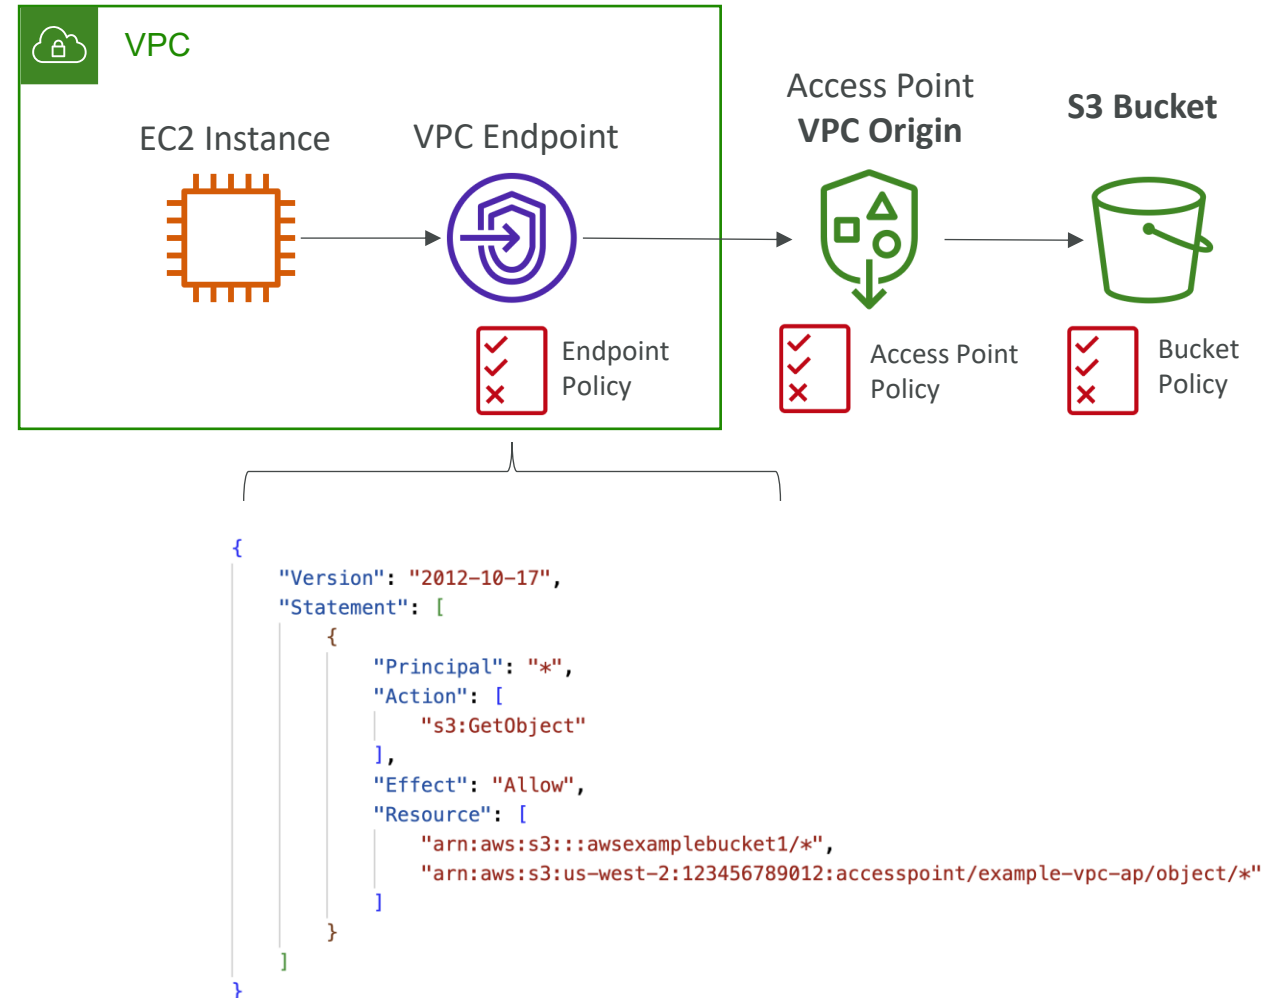 VPC
EC2 Instance
VPC Endpoint
Access Point
VPC Origin
S3 Bucket
Endpoint
Policy
Access Point
Policy
Bucket
Policy
{
"Version": "2012-10-17",
"Statement": [
{
"Principal": "*",
"Action": [
"s3:GetObject"
],
"Effect": "Allow",
"Resource": [
"arn:aws:s3:::awsexamplebucket1/*",
"arn:aws:s3:us-west-2:123456789012:accesspoint/example-vpc-ap/object/*"
]
}
]
}